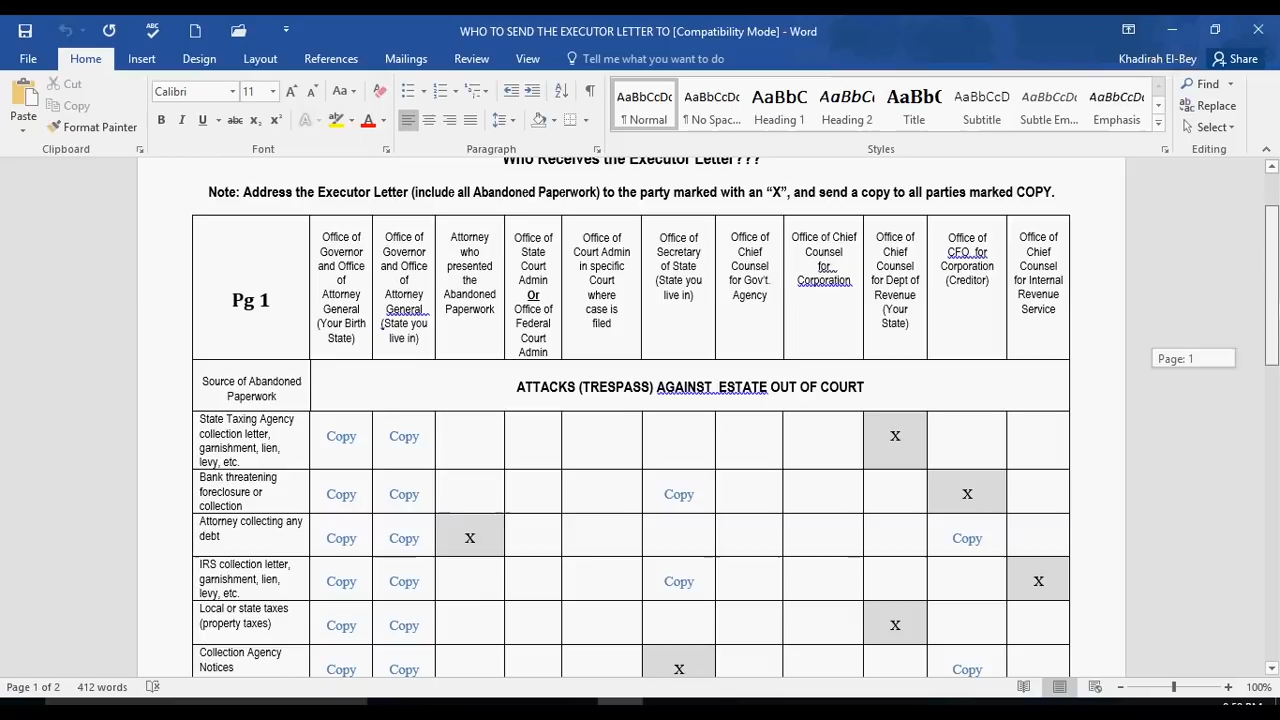 WHO TO SEND THE EXECUTOR LETTER TO [Compatibility Mode] - Word
File Home Insert Design Layout References Mailings Review View Tell me what you want to do Khadirah El-Bey Share
Paste
Cut
Copy
Format Painter
Clipboard
Calibri 11
Font
Paragraph
AaBbCcDc AaBbCcDc AaBbC AaBbCc AaBbC AaBbCcD AaBbCcDc AaBbCcDc
¶ Normal ¶ No Spac... Heading 1 ¶ Heading 2 Title Subtitle Subtle Em... Emphasis
Styles
Find
Replace
Select
Editing
Who Receives the Executor Letter???
Note: Address the Executor Letter (include all Abandoned Paperwork) to the party marked with an “X”, and send a copy to all parties marked COPY.
Pg 1
Office of
Governor
and Office
of
Attorney
General
(Your Birth
State)
Office of
Governor
and Office
of
Attorney
General
(State you
live in)
Attorney
who
presented
the
Abandoned
Paperwork
Office of
State
Court
Admin
Or
Office of
Federal
Court
Admin
Office of
Court Admin
in specific
Court
where
case is
filed
Office of
Secretary
of State
(State you
live in)
Office of
Chief
Counsel
for Gov’t.
Agency
Office of Chief
Counsel
for
Corporation
Office of
Chief
Counsel
for Dept of
Revenue
(Your
State)
Office of
CFO for
Corporation
(Creditor)
Office of
Chief
Counsel
for Internal
Revenue
Service
Source of Abandoned
Paperwork
ATTACKS (TRESPASS) AGAINST ESTATE OUT OF COURT
State Taxing Agency
collection letter,
garnishment, lien,
levy, etc.
Copy Copy X
Bank threatening
foreclosure or
collection
Copy Copy Copy X
Attorney collecting any
debt
Copy Copy X Copy
IRS collection letter,
garnishment, lien,
levy, etc.
Copy Copy Copy X
Local or state taxes
(property taxes)
Copy Copy X
Collection Agency
Notices
Copy Copy X Copy
Page: 1
Page 1 of 2 412 words 100%